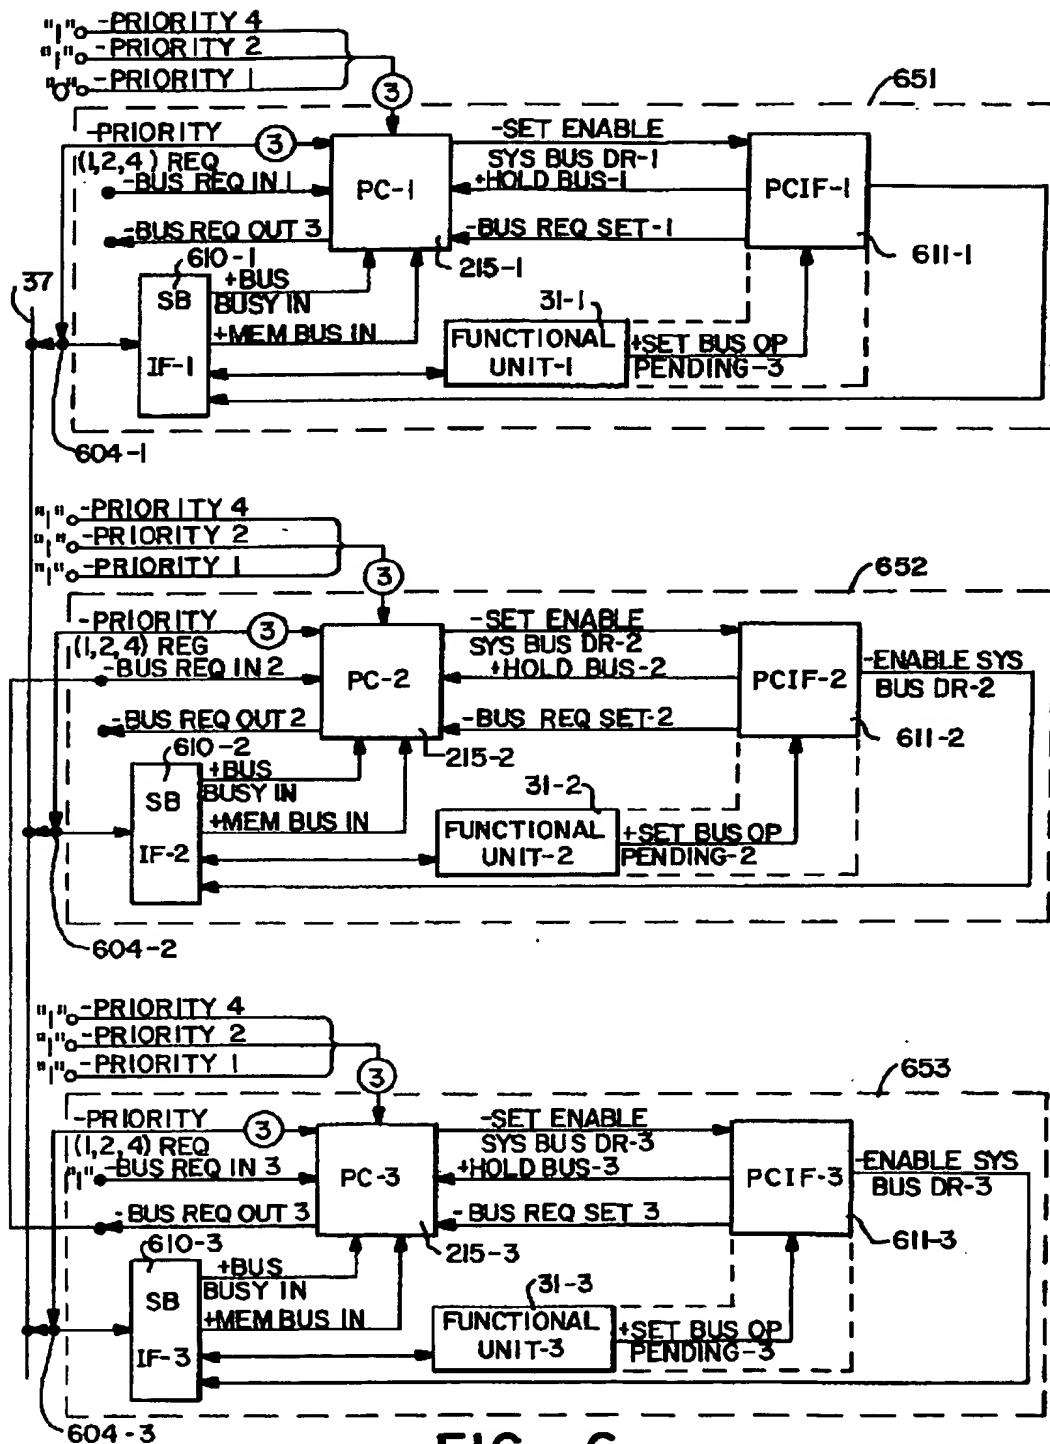 "1" -PRIORITY 4
"1" -PRIORITY 2
"0" -PRIORITY 1
651
-PRIORITY
(1,2,4) REQ
3
3
-SET ENABLE
SYS BUS DR-1
-BUS REQ IN 1
PC-1
+HOLD BUS-1
PCIF-1
-BUS REQ OUT 3
-BUS REQ SET-1
610-1
215-1
611-1
37
SB
IF-1
+BUS
BUSY IN
+MEM BUS IN
31-1
FUNCTIONAL
UNIT-1
+SET BUS OP
PENDING-3
604-1
"1" -PRIORITY 4
"1" -PRIORITY 2
"1" -PRIORITY 1
652
-PRIORITY
(1,2,4) REG
3
3
-SET ENABLE
SYS BUS DR-2
-BUS REQ IN 2
PC-2
+HOLD BUS-2
PCIF-2
-ENABLE SYS
BUS DR-2
-BUS REQ OUT 2
-BUS REQ SET-2
610-2
215-2
611-2
SB
IF-2
+BUS
BUSY IN
+MEM BUS IN
31-2
FUNCTIONAL
UNIT-2
+SET BUS OP
PENDING-2
604-2
"1" -PRIORITY 4
"1" -PRIORITY 2
"1" -PRIORITY 1
653
-PRIORITY
(1,2,4) REQ
3
3
-SET ENABLE
SYS BUS DR-3
"1" -BUS REQ IN 3
PC-3
+HOLD BUS-3
PCIF-3
-ENABLE SYS
BUS DR-3
-BUS REQ OUT 3
-BUS REQ SET 3
610-3
215-3
611-3
SB
IF-3
+BUS
BUSY IN
+MEM BUS IN
31-3
FUNCTIONAL
UNIT-3
+SET BUS OP
PENDING-3
604-3